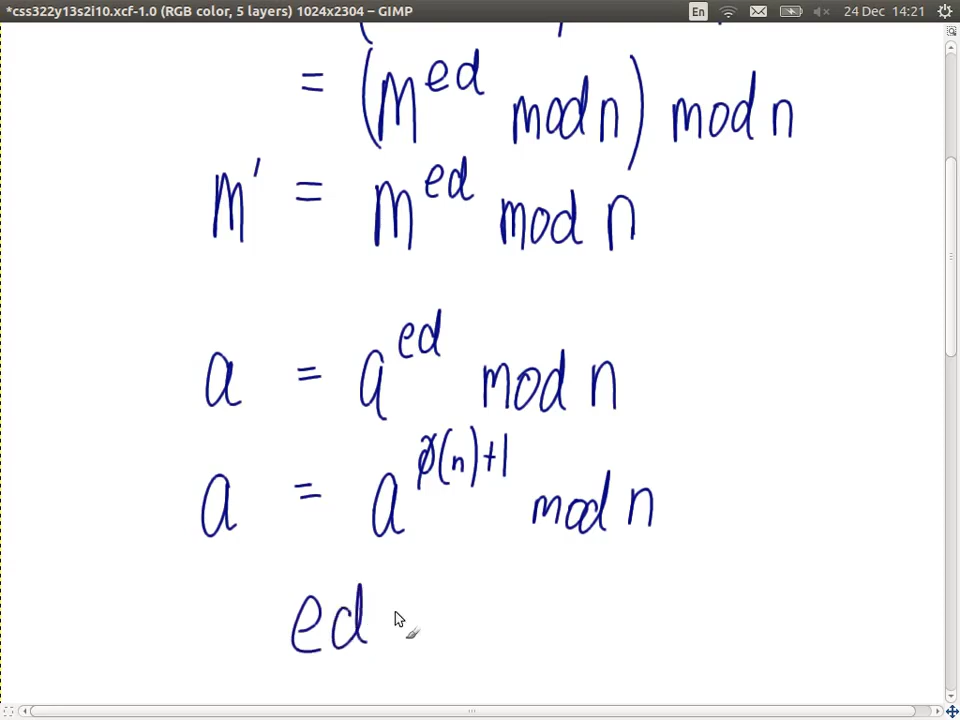 *css322y13s2i10.xcf-1.0 (RGB color, 5 layers) 1024x2304 – GIMP En 24 Dec 14:21
= (m^ed mod n) mod n
m' = m^ed mod n
a = a^ed mod n
a = a^ø(n)+1 mod n
ed